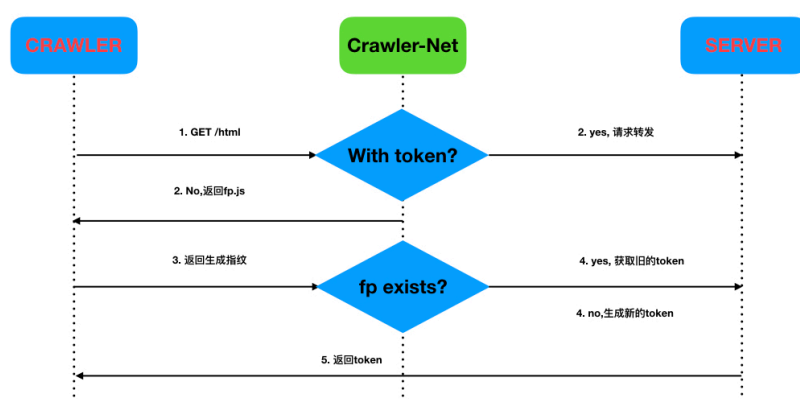 CRAWLER
Crawler-Net
SERVER
1. GET /html
With token?
2. yes, 请求转发
2. No,返回fp.js
3. 返回生成指纹
fp exists?
4. yes, 获取旧的token
4. no,生成新的token
5. 返回token